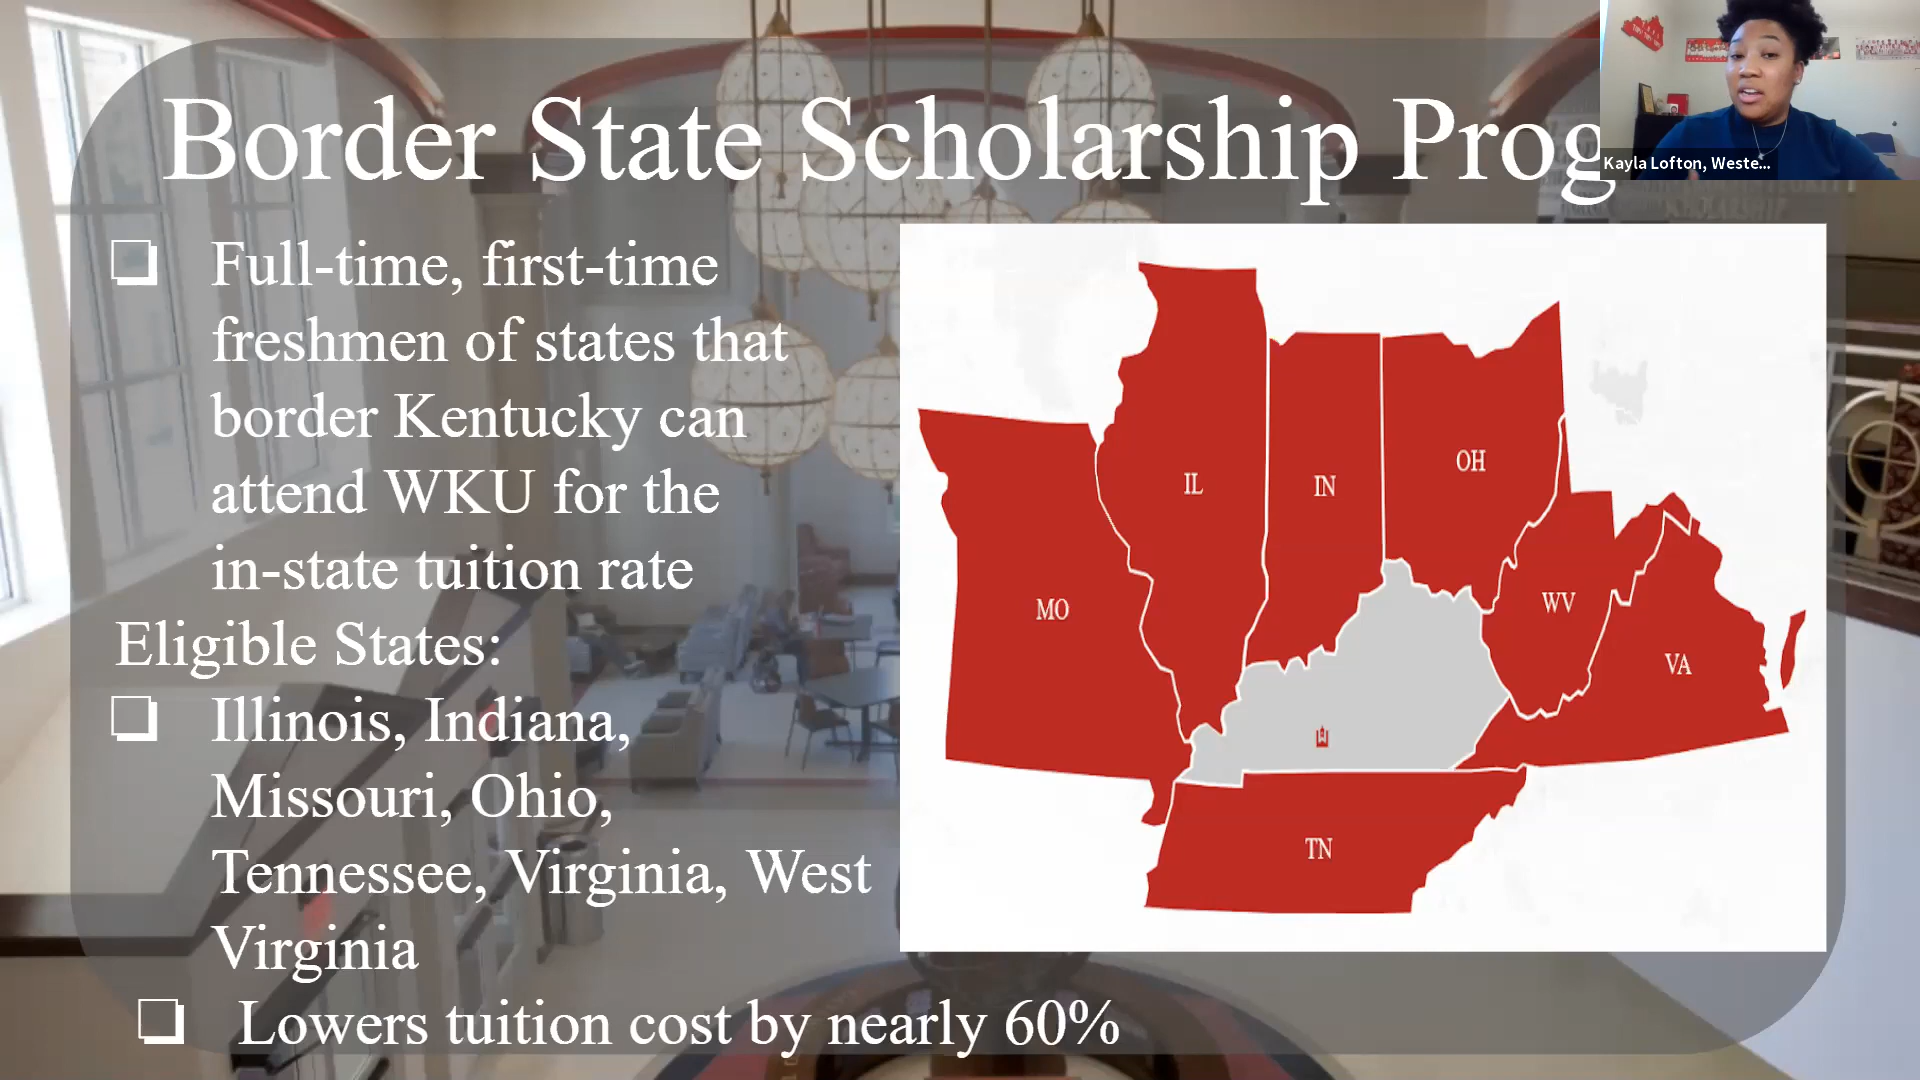 Border State Scholarship Prog
Kayla Lofton, Weste...
Full-time, first-time
freshmen of states that
border Kentucky can
attend WKU for the
in-state tuition rate
Eligible States:
Illinois, Indiana,
Missouri, Ohio,
Tennessee, Virginia, West
Virginia
Lowers tuition cost by nearly 60%
IL
IN
OH
MO
WV
VA
TN